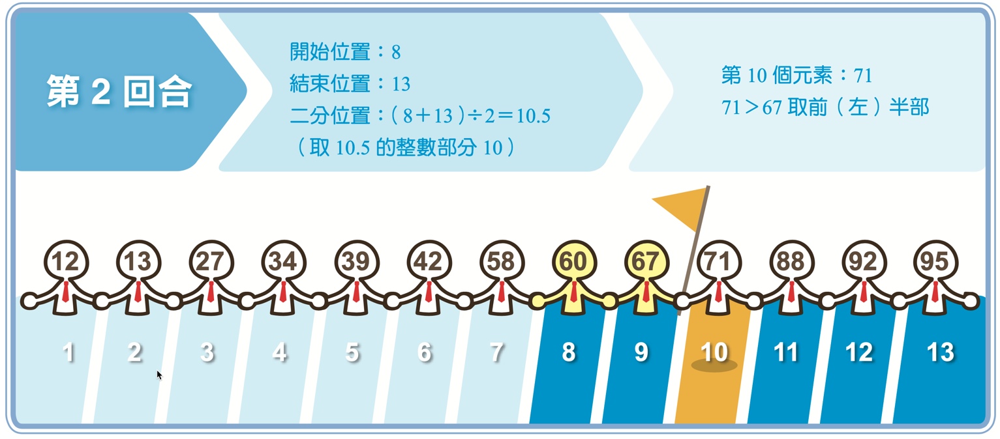 第 2 回合
開始位置：8
結束位置：13
二分位置：(8＋13)÷2＝10.5
（取 10.5 的整數部分 10）
第 10 個元素：71
71＞67 取前（左）半部
12 13 27 34 39 42 58 60 67 71 88 92 95
1 2 3 4 5 6 7 8 9 10 11 12 13